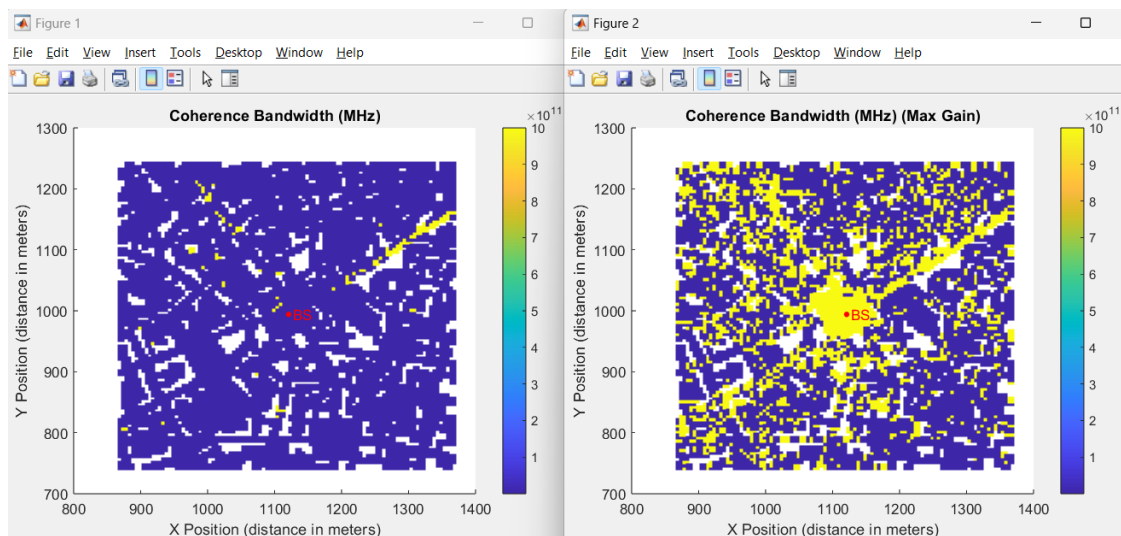 Figure 1
File Edit View Insert Tools Desktop Window Help
Coherence Bandwidth (MHz)
×10^11
1300
1200
1100
1000
900
800
700
800 900 1000 1100 1200 1300 1400
Y Position (distance in meters)
X Position (distance in meters)
BS
10
9
8
7
6
5
4
3
2
1
Figure 2
File Edit View Insert Tools Desktop Window Help
Coherence Bandwidth (MHz) (Max Gain)
×10^11
1300
1200
1100
1000
900
800
700
800 900 1000 1100 1200 1300 1400
Y Position (distance in meters)
X Position (distance in meters)
BS
10
9
8
7
6
5
4
3
2
1